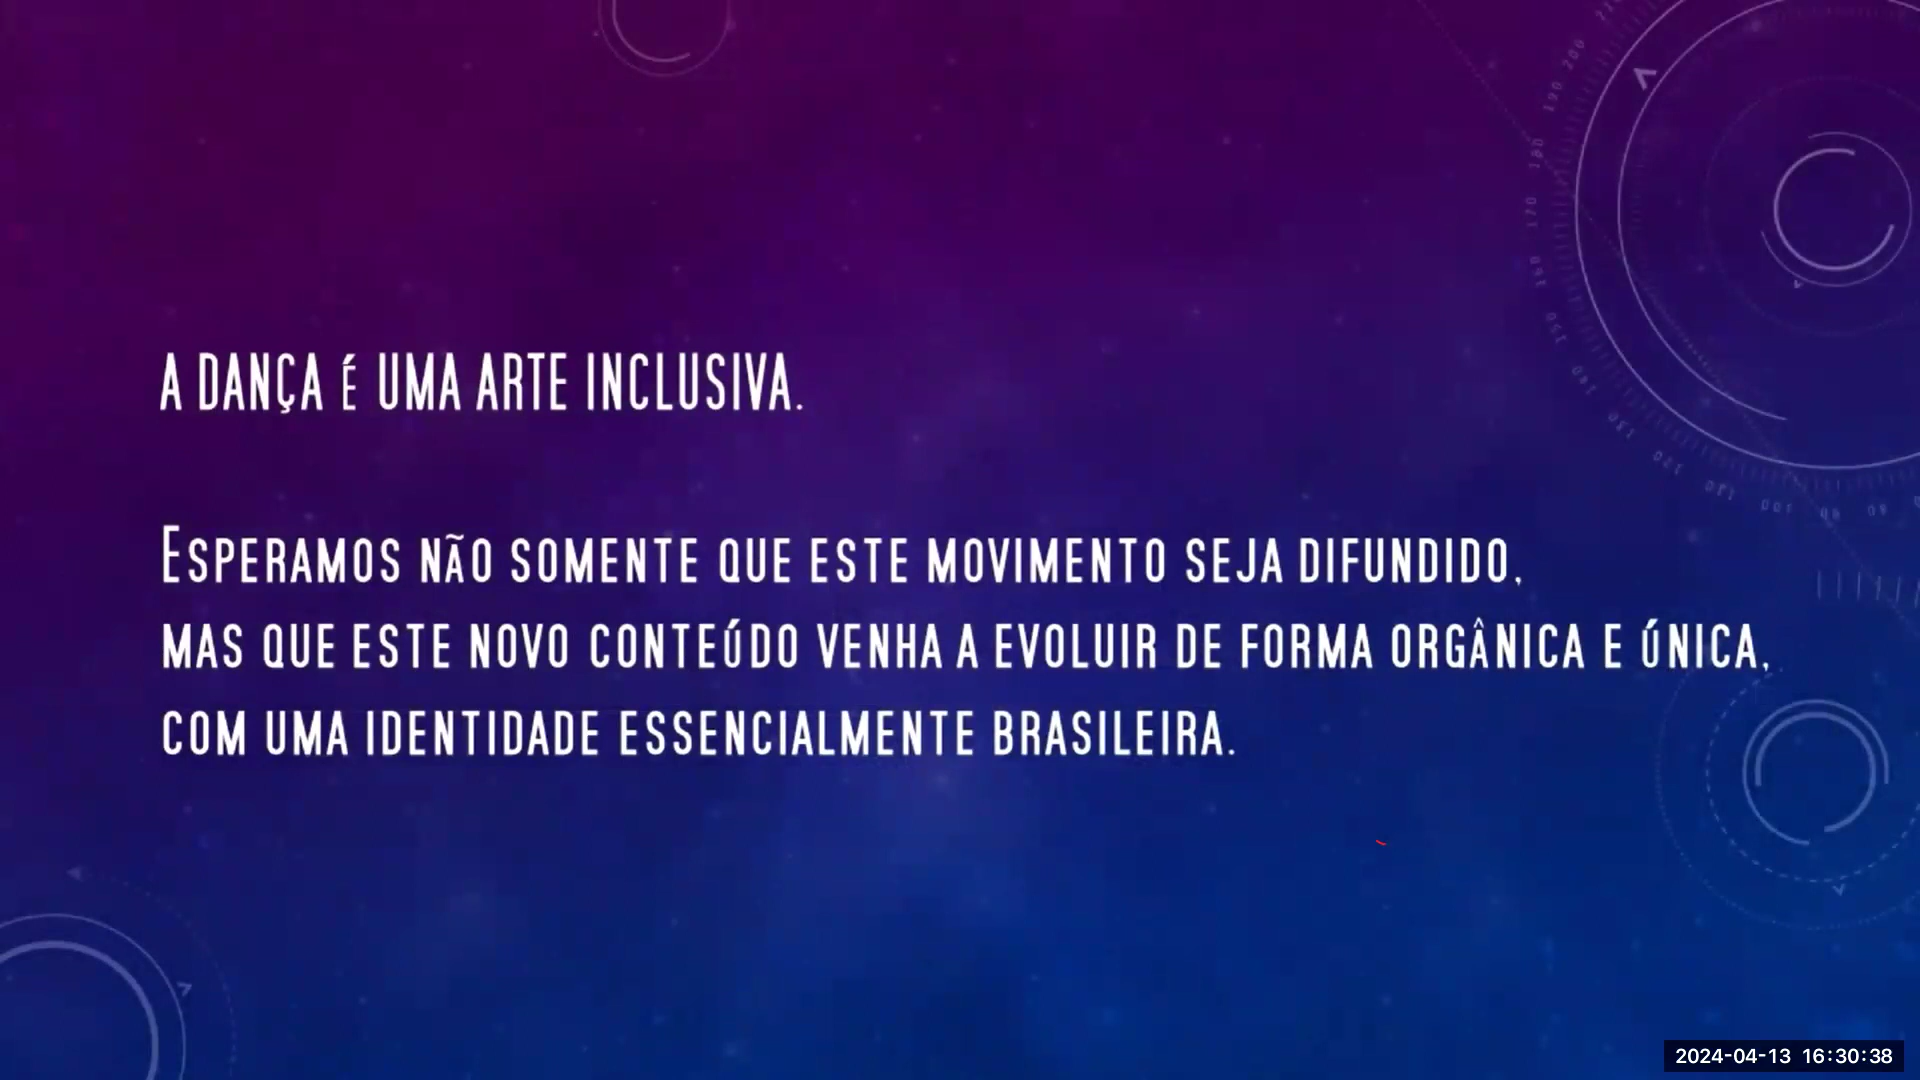 A DANÇA É UMA ARTE INCLUSIVA.
ESPERAMOS NÃO SOMENTE QUE ESTE MOVIMENTO SEJA DIFUNDIDO,
MAS QUE ESTE NOVO CONTEÚDO VENHA A EVOLUIR DE FORMA ORGÂNICA E ÚNICA,
COM UMA IDENTIDADE ESSENCIALMENTE BRASILEIRA.
2024-04-13 16:30:38